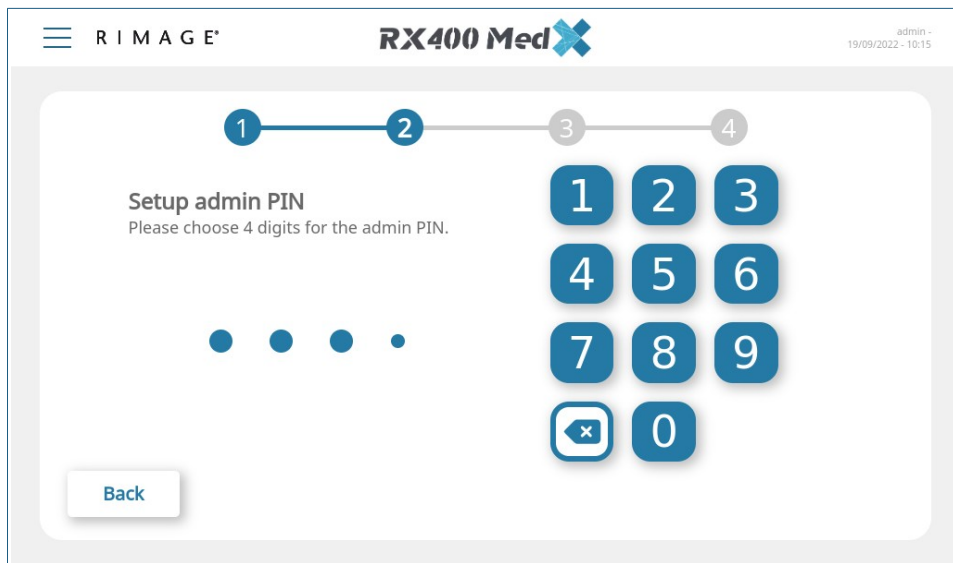 RIMAGE®
RX400 Med
admin -
19/09/2022 - 10:15
1 2 3 4
Setup admin PIN
Please choose 4 digits for the admin PIN.
1 2 3
4 5 6
7 8 9
0
Back